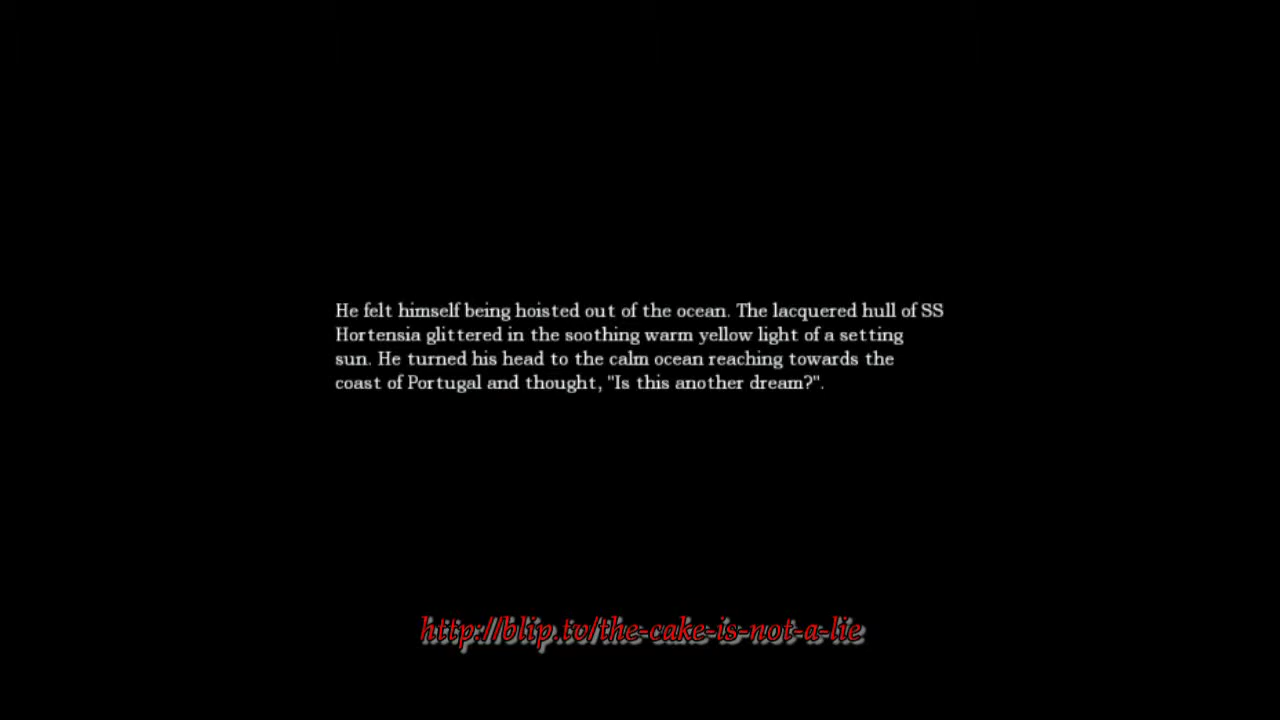 He felt himself being hoisted out of the ocean. The lacquered hull of SS
Hortensia glittered in the soothing warm yellow light of a setting
sun. He turned his head to the calm ocean reaching towards the
coast of Portugal and thought, "Is this another dream?".
http://blip.tv/the-cake-is-not-a-lie